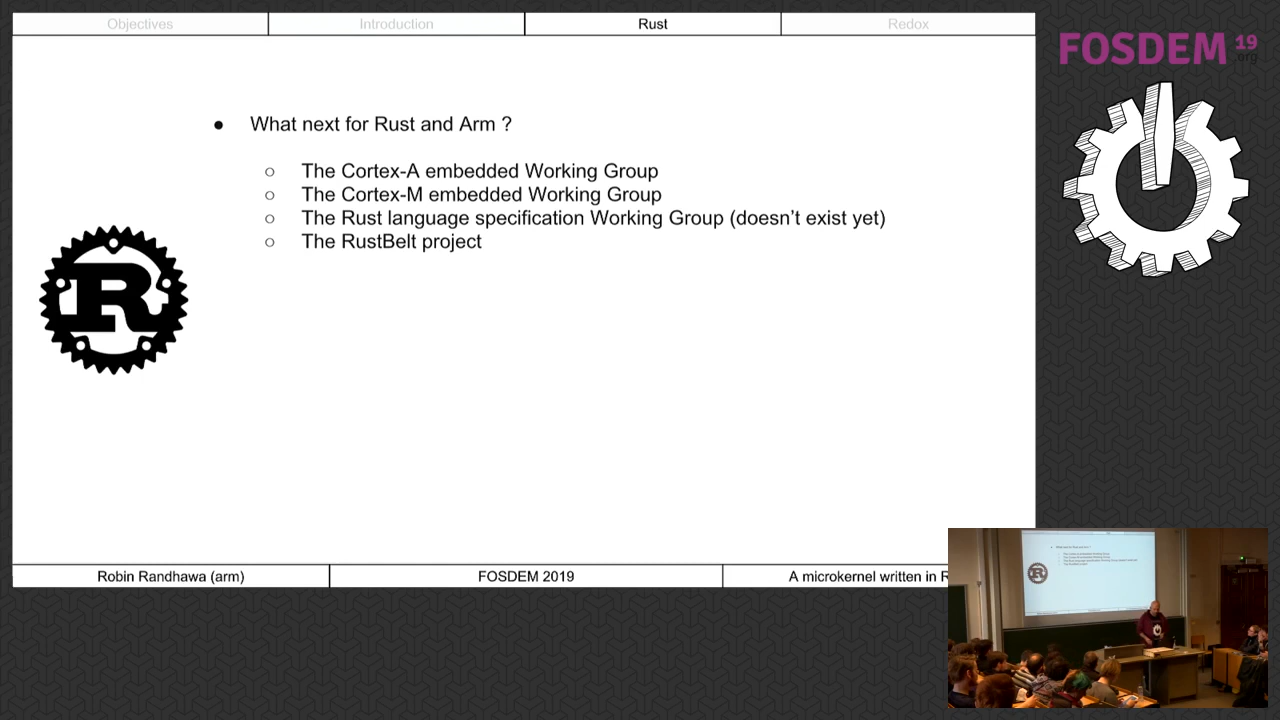 Objectives
Introduction
Rust
Redox
FOSDEM 19
.org
● What next for Rust and Arm ?
○ The Cortex-A embedded Working Group
○ The Cortex-M embedded Working Group
○ The Rust language specification Working Group (doesn't exist yet)
○ The RustBelt project
R
Robin Randhawa (arm)
FOSDEM 2019
A microkernel written in